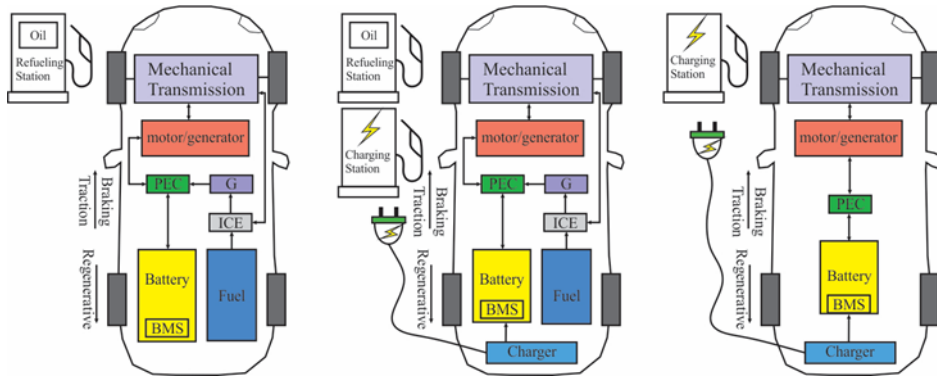 Oil
Refueling
Station
Mechanical
Transmission
motor/generator
PEC
G
ICE
Battery
BMS
Fuel
Traction
Braking
Regenerative
Oil
Refueling
Station
Charging
Station
Mechanical
Transmission
motor/generator
PEC
G
ICE
Battery
BMS
Fuel
Charger
Traction
Braking
Regenerative
Charging
Station
Mechanical
Transmission
motor/generator
PEC
Battery
BMS
Charger
Traction
Braking
Regenerative